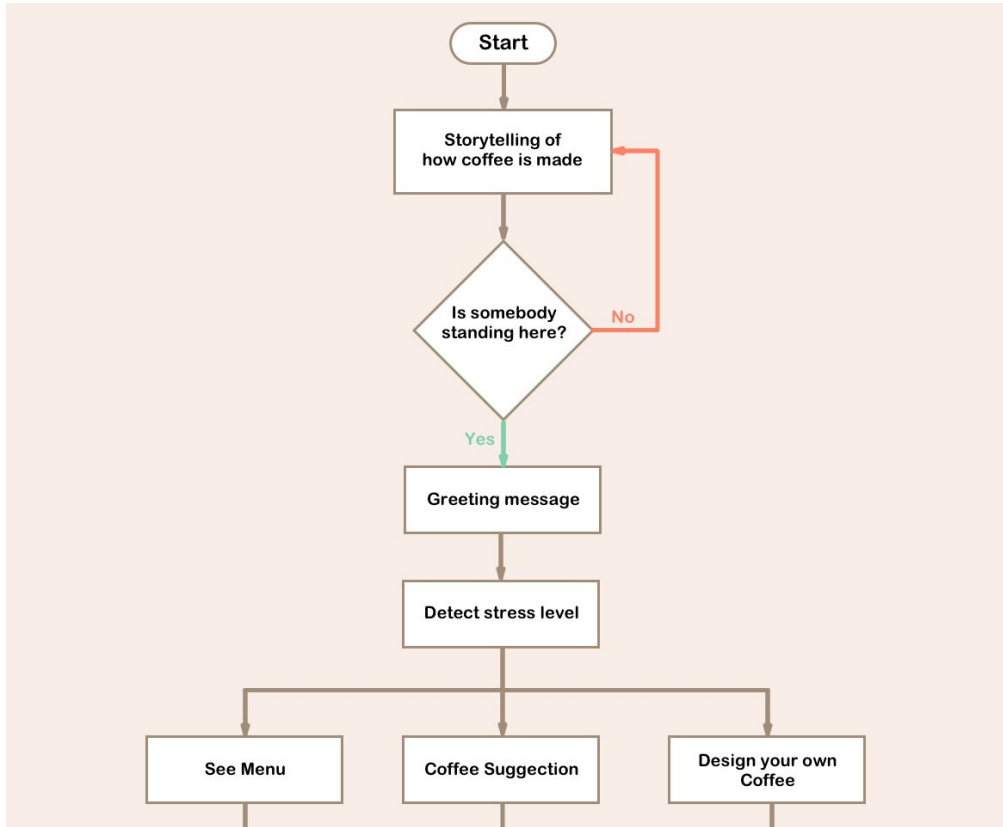 Start
Storytelling of
how coffee is made
Is somebody
standing here?
No
Yes
Greeting message
Detect stress level
See Menu
Coffee Suggection
Design your own
Coffee